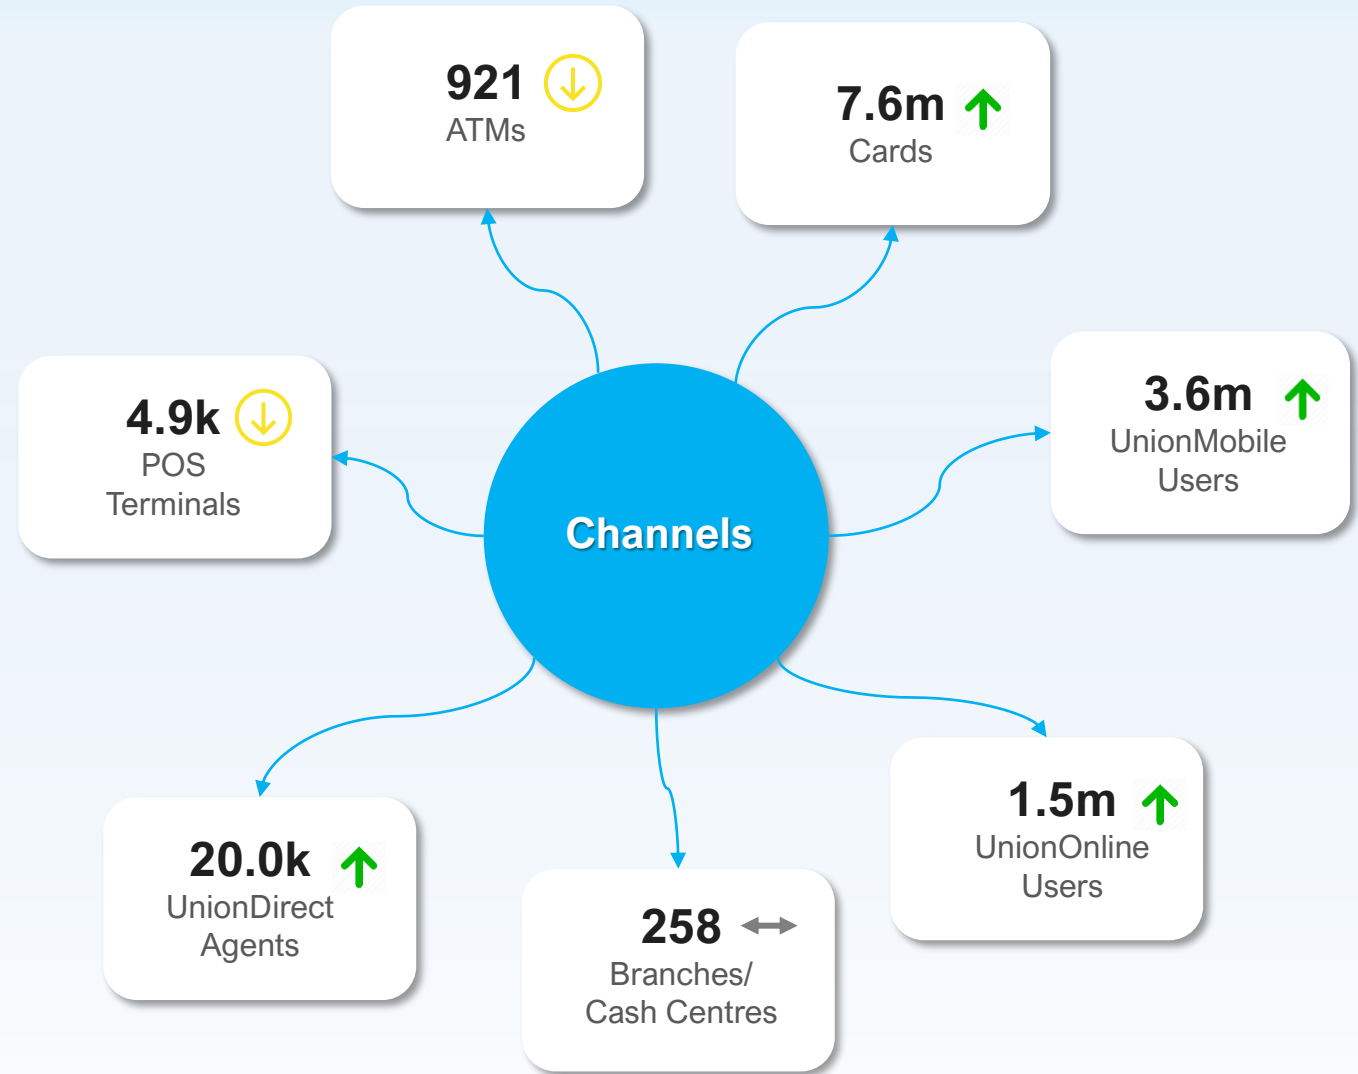 921
ATMs
7.6m
Cards
4.9k
POS
Terminals
3.6m
UnionMobile
Users
Channels
20.0k
UnionDirect
Agents
258
Branches/
Cash Centres
1.5m
UnionOnline
Users